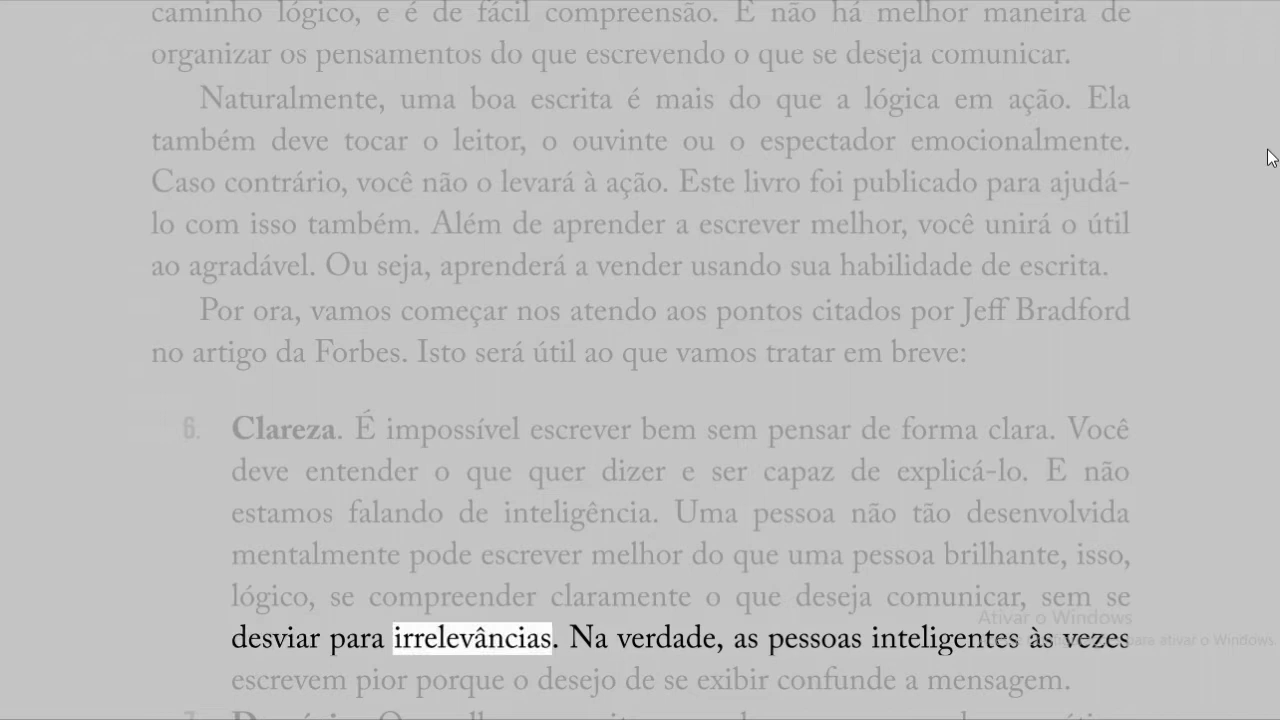 caminho lógico, e é de fácil compreensão. E não há melhor maneira de
organizar os pensamentos do que escrevendo o que se deseja comunicar.
Naturalmente, uma boa escrita é mais do que a lógica em ação. Ela
também deve tocar o leitor, o ouvinte ou o espectador emocionalmente.
Caso contrário, você não o levará à ação. Este livro foi publicado para ajudá-
lo com isso também. Além de aprender a escrever melhor, você unirá o útil
ao agradável. Ou seja, aprenderá a vender usando sua habilidade de escrita.
Por ora, vamos começar nos atendo aos pontos citados por Jeff Bradford
no artigo da Forbes. Isto será útil ao que vamos tratar em breve:
6. Clareza. É impossível escrever bem sem pensar de forma clara. Você
deve entender o que quer dizer e ser capaz de explicá-lo. E não
estamos falando de inteligência. Uma pessoa não tão desenvolvida
mentalmente pode escrever melhor do que uma pessoa brilhante, isso,
lógico, se compreender claramente o que deseja comunicar, sem se
desviar para irrelevâncias. Na verdade, as pessoas inteligentes às vezes
escrevem pior porque o desejo de se exibir confunde a mensagem.
Ativar o Windows
para ativar o Windows.